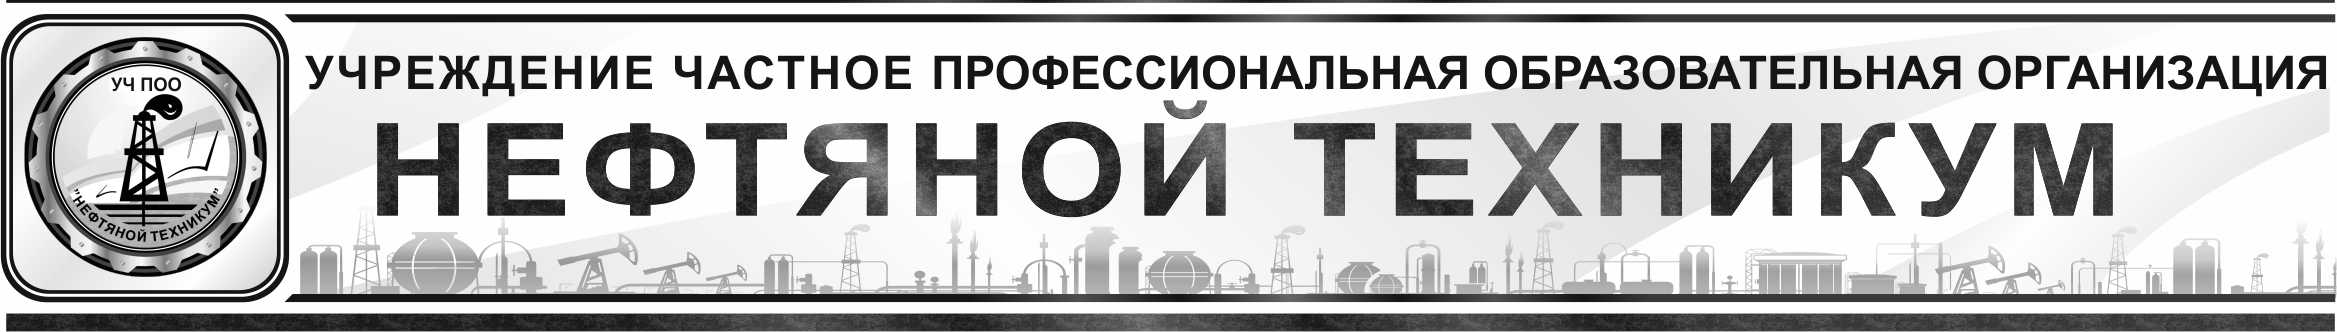 УЧ ПОО
"НЕФТЯНОЙ ТЕХНИКУМ"
УЧРЕЖДЕНИЕ ЧАСТНОЕ ПРОФЕССИОНАЛЬНАЯ ОБРАЗОВАТЕЛЬНАЯ ОРГАНИЗАЦИЯ
НЕФТЯНОЙ ТЕХНИКУМ